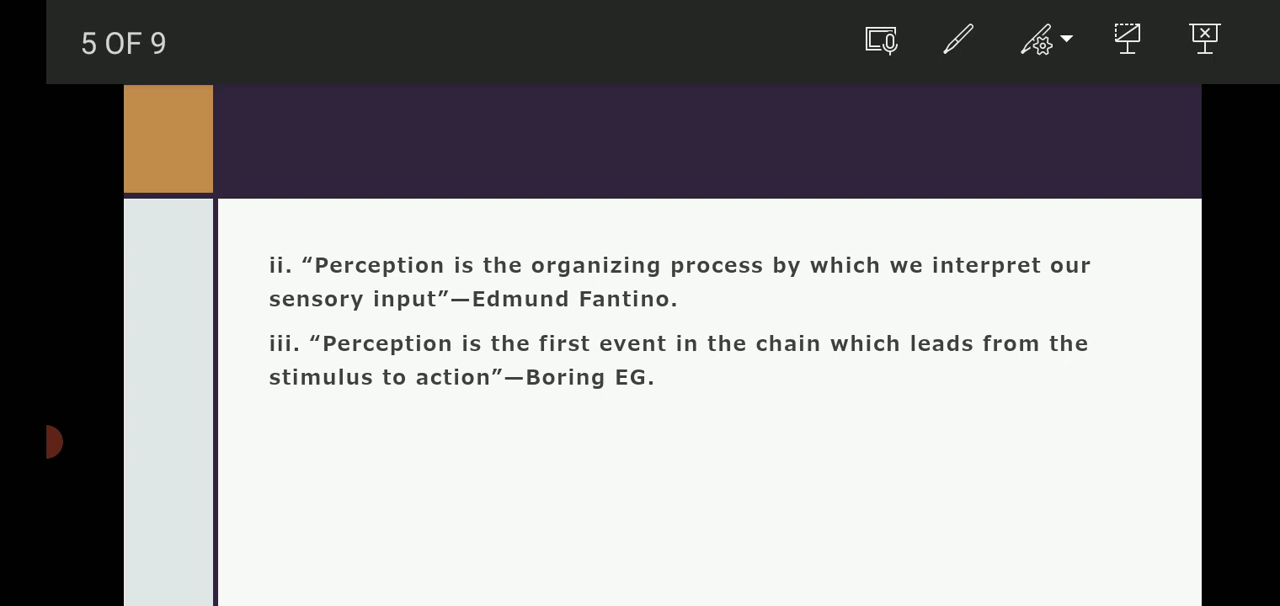 5 OF 9
ii. “Perception is the organizing process by which we interpret our
sensory input”—Edmund Fantino.
iii. “Perception is the first event in the chain which leads from the
stimulus to action”—Boring EG.